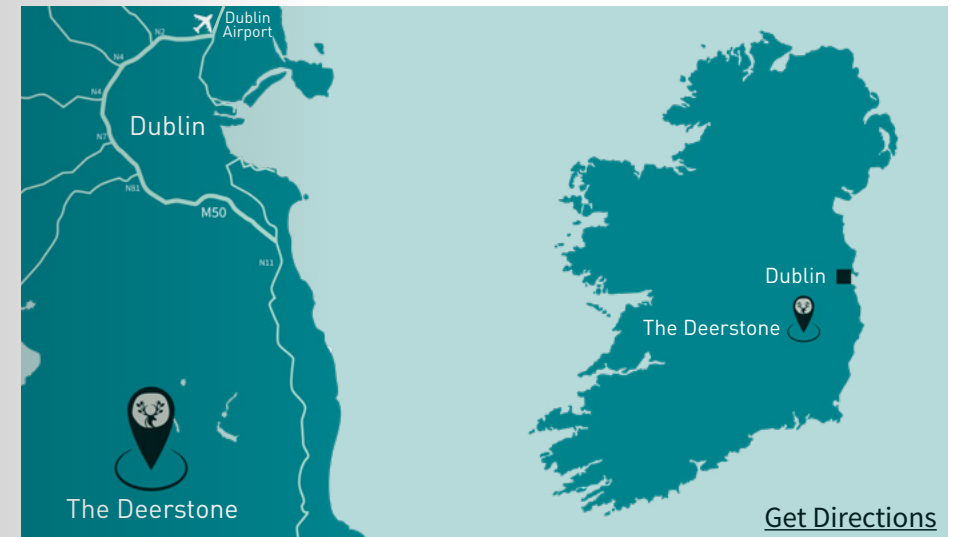 Dublin
Airport
N2
N4
N4
Dublin
N7
N81
M50
N11
Dublin
The Deerstone
The Deerstone
Get Directions